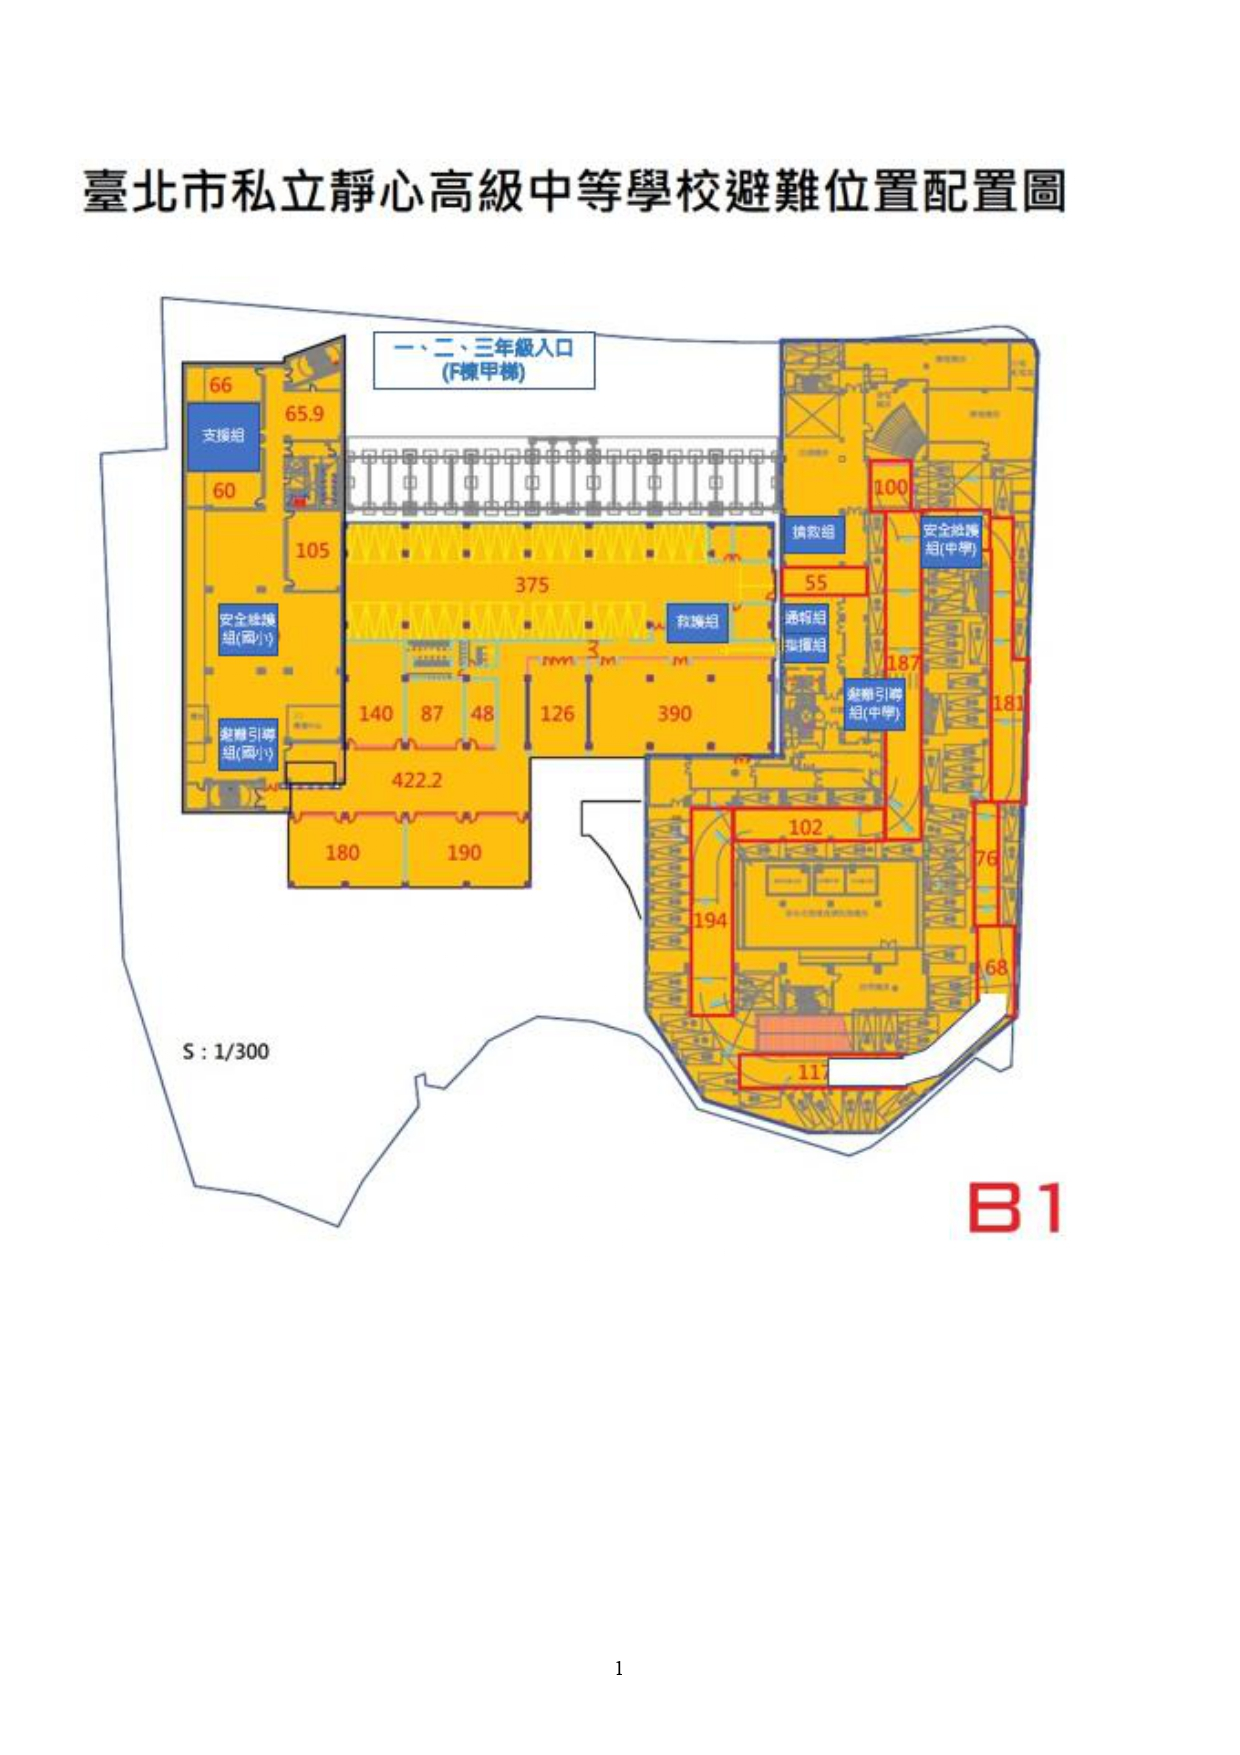 臺北市私立靜心高級中等學校避難位置配置圖
一、二、三年級入口
(F棟甲梯)
66
65.9
支援組
60
105
100
搶救組
安全維護
組(中學)
375
55
安全維護
組(國小)
救護組
通報組
指揮組
187
避難引導
組(中學)
181
140
87
48
126
390
避難引導
組(國小)
422.2
102
180
190
76
194
68
S : 1/300
117
B1
1